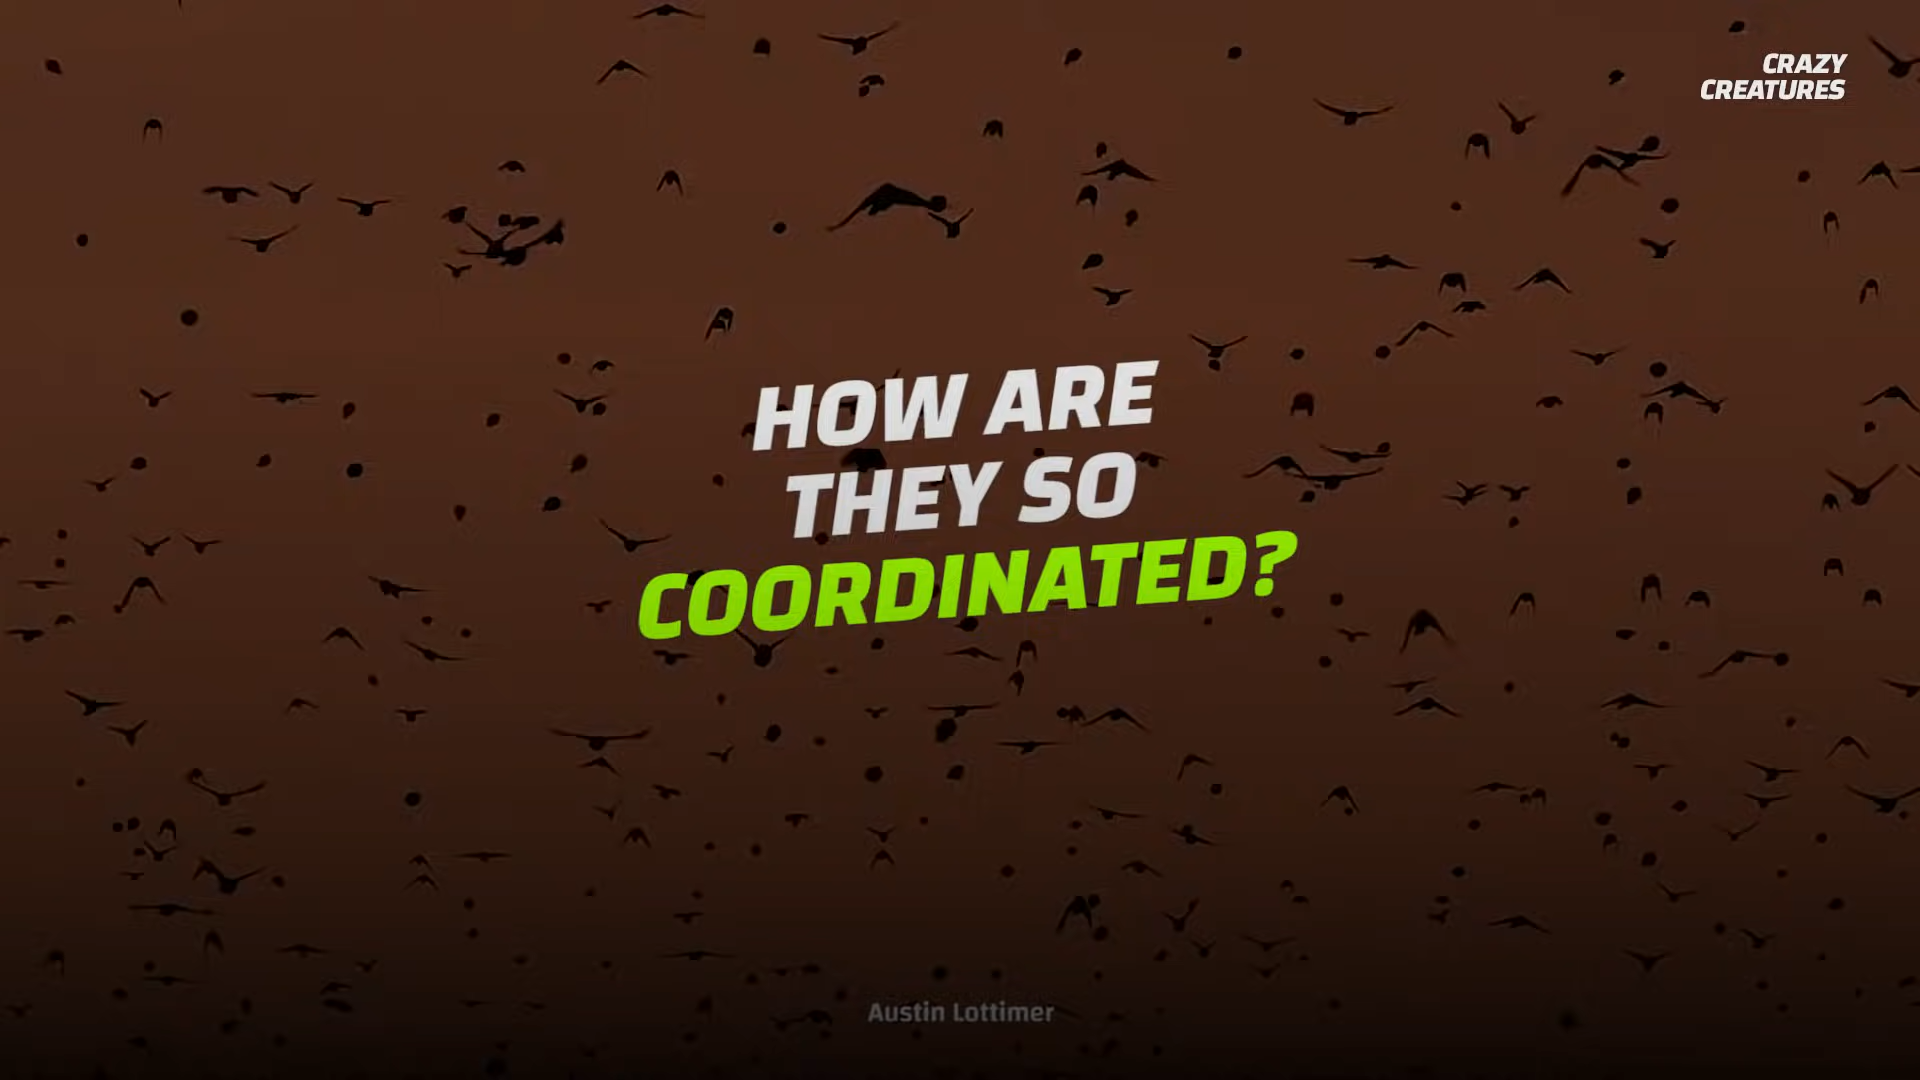 CRAZY
CREATURES
HOW ARE
THEY SO
COORDINATED?
Austin Lottimer